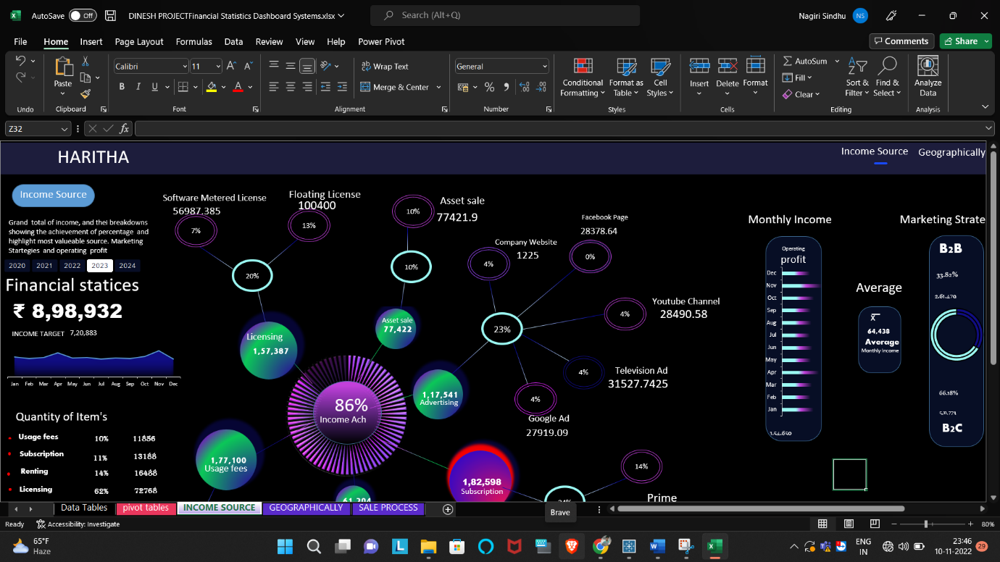 AutoSave Off DINESH PROJECTFinancial Statistics Dashboard Systems.xlsx Search (Alt+Q) Nagiri Sindhu NS
File Home Insert Page Layout Formulas Data Review View Help Power Pivot Comments Share
Paste
Calibri 11
B I U
Wrap Text
Merge & Center
General
Conditional Formatting
Format as Table
Cell Styles
Insert Delete Format
AutoSum
Fill
Clear
Sort & Filter
Find & Select
Analyze Data
Undo Clipboard Font Alignment Number Styles Cells Editing Analysis
Z32 fx
HARITHA Income Source Geographically
Income Source
Grand total of income, and thei breakdowns
showing the achievement of percentage and
highlight most valueable source. Marketing
Startegies and operating profit
2020 2021 2022 2023 2024
Financial statices
₹ 8,98,932
INCOME TARGET 7,20,883
Jan Feb Mar Apr May Jun Jul Aug Sep Oct Nov Dec
Quantity of Item's
Usage fees 10% 11836
Subscription 11% 13188
Renting 14% 16488
Licensing 62% 72768
Software Metered License
56987.385
7%
Floating License
100400
13%
20%
Licensing
1,57,387
Asset sale
77421.9
10%
10%
Asset sale
77,422
Company Website
1225
4%
Facebook Page
28378.64
0%
23%
Youtube Channel
28490.58
4%
Television Ad
31527.7425
4%
Google Ad
27919.09
4%
1,17,541
Advertising
86%
Income Ach
1,77,100
Usage fees
61,204
1,82,598
Subscription
14%
Prime
Monthly Income
Operating
profit
Dec
Nov
Oct
Sep
Aug
Jul
Jun
May
Apr
Mar
Feb
Jan
1,54,650
Average
x̄
64,438
Average
Monthly Income
Marketing Strate
B2B
33.82%
2,61,470
66.18%
5,11,773
B2C
Data Tables pivot tables INCOME SOURCE GEOGRAPHICALLY SALE PROCESS
Brave
Ready Accessibility: Investigate 80%
65°F
Haze
ENG
IN
23:46
10-11-2022
29